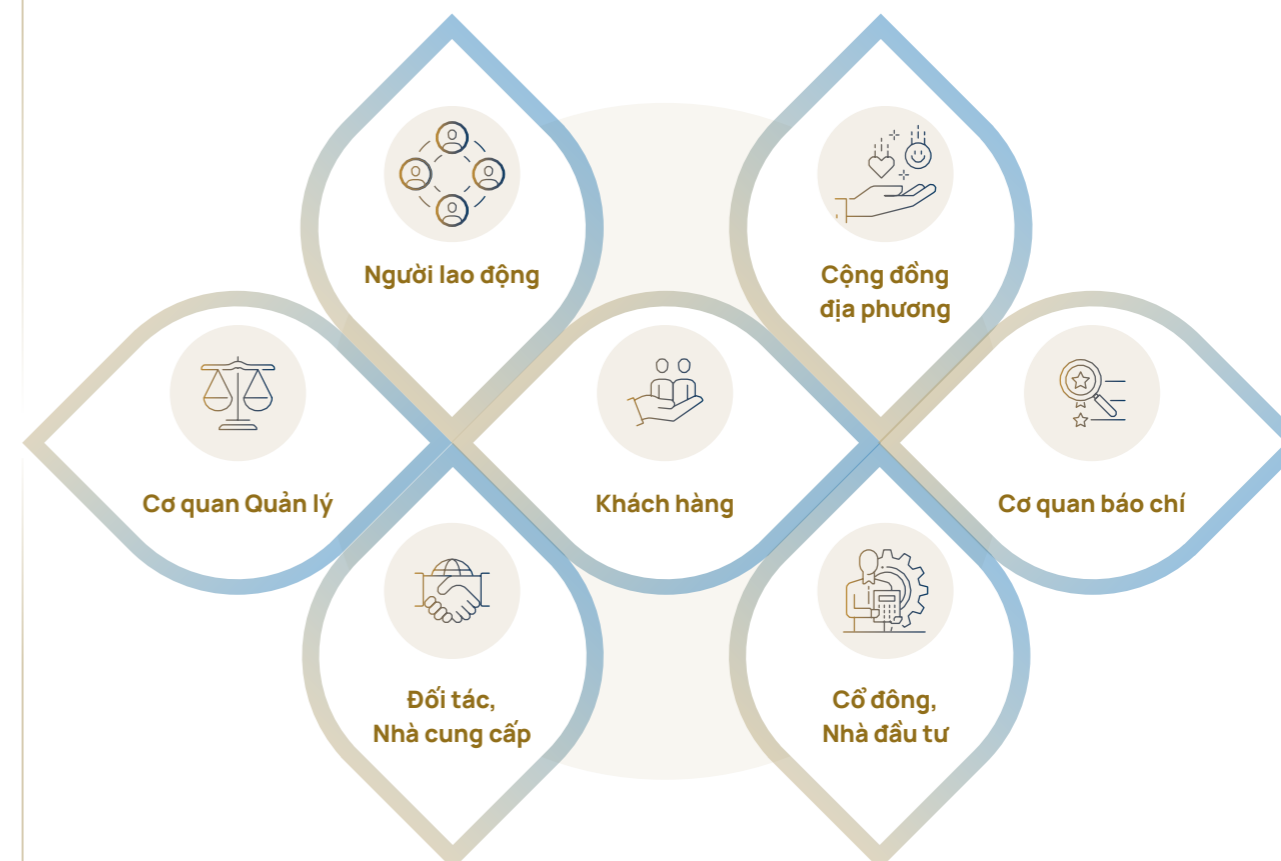 Người lao động
Cộng đồng
địa phương
Cơ quan Quản lý
Khách hàng
Cơ quan báo chí
Đối tác,
Nhà cung cấp
Cổ đông,
Nhà đầu tư